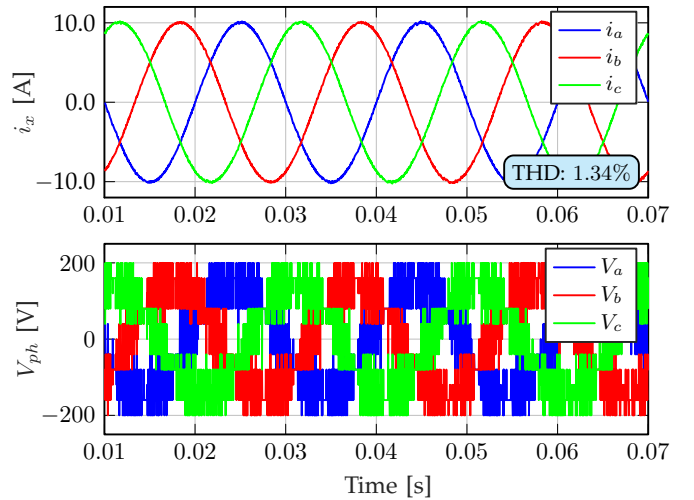 10.0
0.0
−10.0
i_x [A]
i_a
i_b
i_c
THD: 1.34%
0.01 0.02 0.03 0.04 0.05 0.06 0.07
200
0
−200
V_ph [V]
V_a
V_b
V_c
0.01 0.02 0.03 0.04 0.05 0.06 0.07
Time [s]